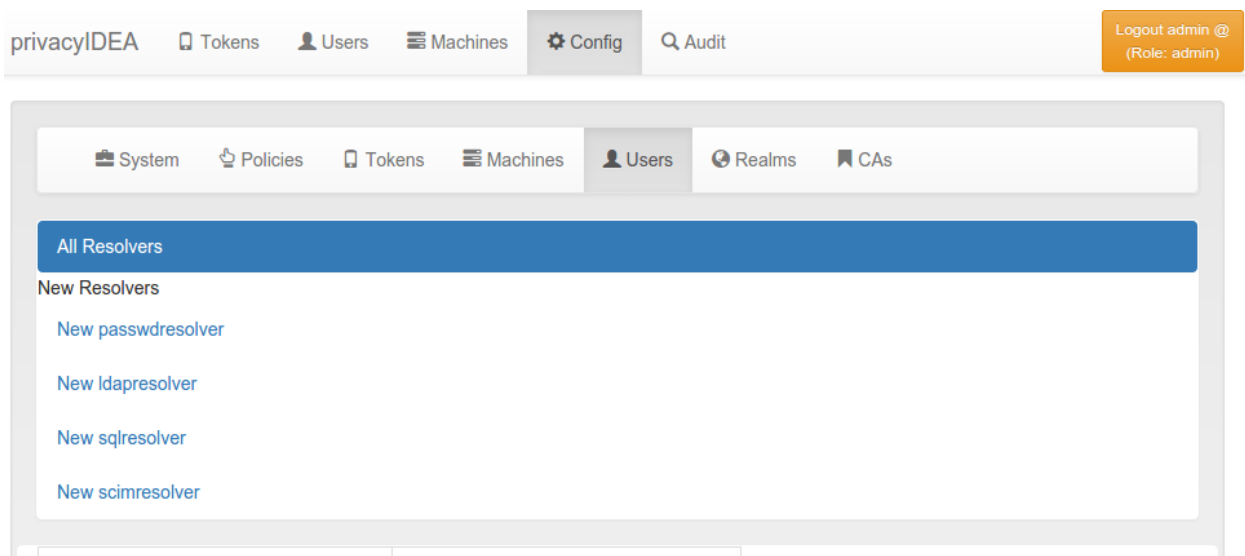 privacyIDEA Tokens Users Machines Config Audit Logout admin @
(Role: admin)
System Policies Tokens Machines Users Realms CAs
All Resolvers
New Resolvers
New passwdresolver
New ldapresolver
New sqlresolver
New scimresolver